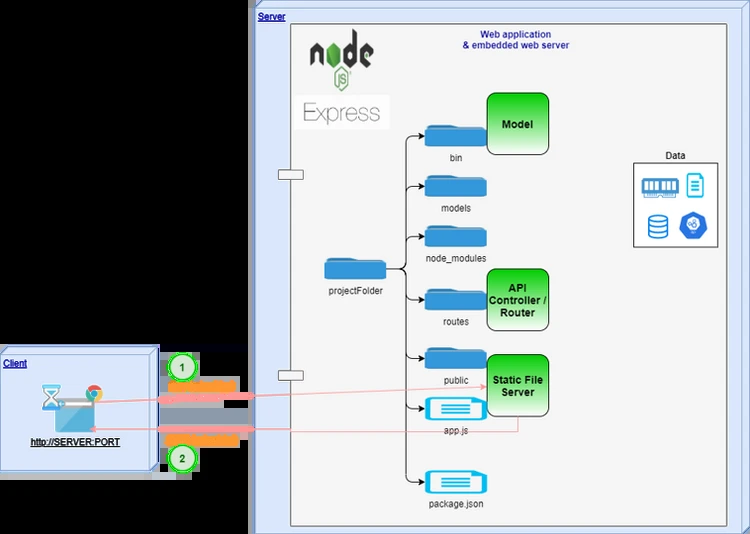 Server
Web application
& embedded web server
node
JS
Express
Model
bin
Data
models
node_modules
projectFolder
API
Controller /
Router
routes
Client
1
public
Static File
Server
http://SERVER:PORT
app.js
2
package.json